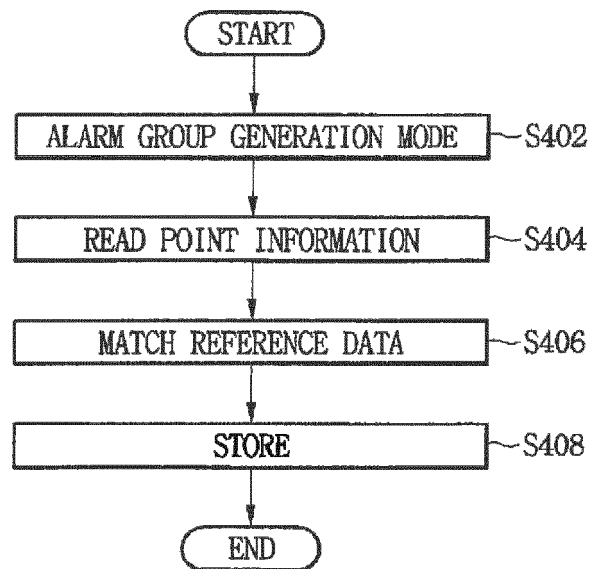 START
ALARM GROUP GENERATION MODE S402
READ POINT INFORMATION S404
MATCH REFERENCE DATA S406
STORE S408
END